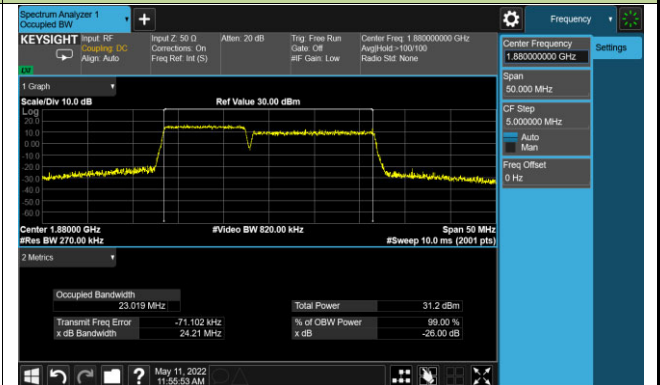 Spectrum Analyzer 1
Occupied BW
+
Frequency
KEYSIGHT
Input: RF
Coupling: DC
Align: Auto
Input Z: 50 Ω
Corrections: On
Freq Ref: Int (S)
Atten: 20 dB
Trig: Free Run
Gate: Off
#IF Gain: Low
Center Freq: 1.880000000 GHz
Avg|Hold:>100/100
Radio Std: None
Center Frequency
1.880000000 GHz
Settings
Span
50.000 MHz
CF Step
5.000000 MHz
Auto
Man
Freq Offset
0 Hz
1 Graph
Scale/Div 10.0 dB
Ref Value 30.00 dBm
Log
20.0
10.0
0.00
-10.0
-20.0
-30.0
-40.0
-50.0
-60.0
Center 1.88000 GHz
#Video BW 820.00 kHz
Span 50 MHz
#Res BW 270.00 kHz
#Sweep 10.0 ms (2001 pts)
2 Metrics
Occupied Bandwidth
23.019 MHz
Total Power 31.2 dBm
Transmit Freq Error -71.102 kHz
% of OBW Power 99.00 %
x dB Bandwidth 24.21 MHz
x dB -26.00 dB
?
May 11, 2022
11:55:53 AM